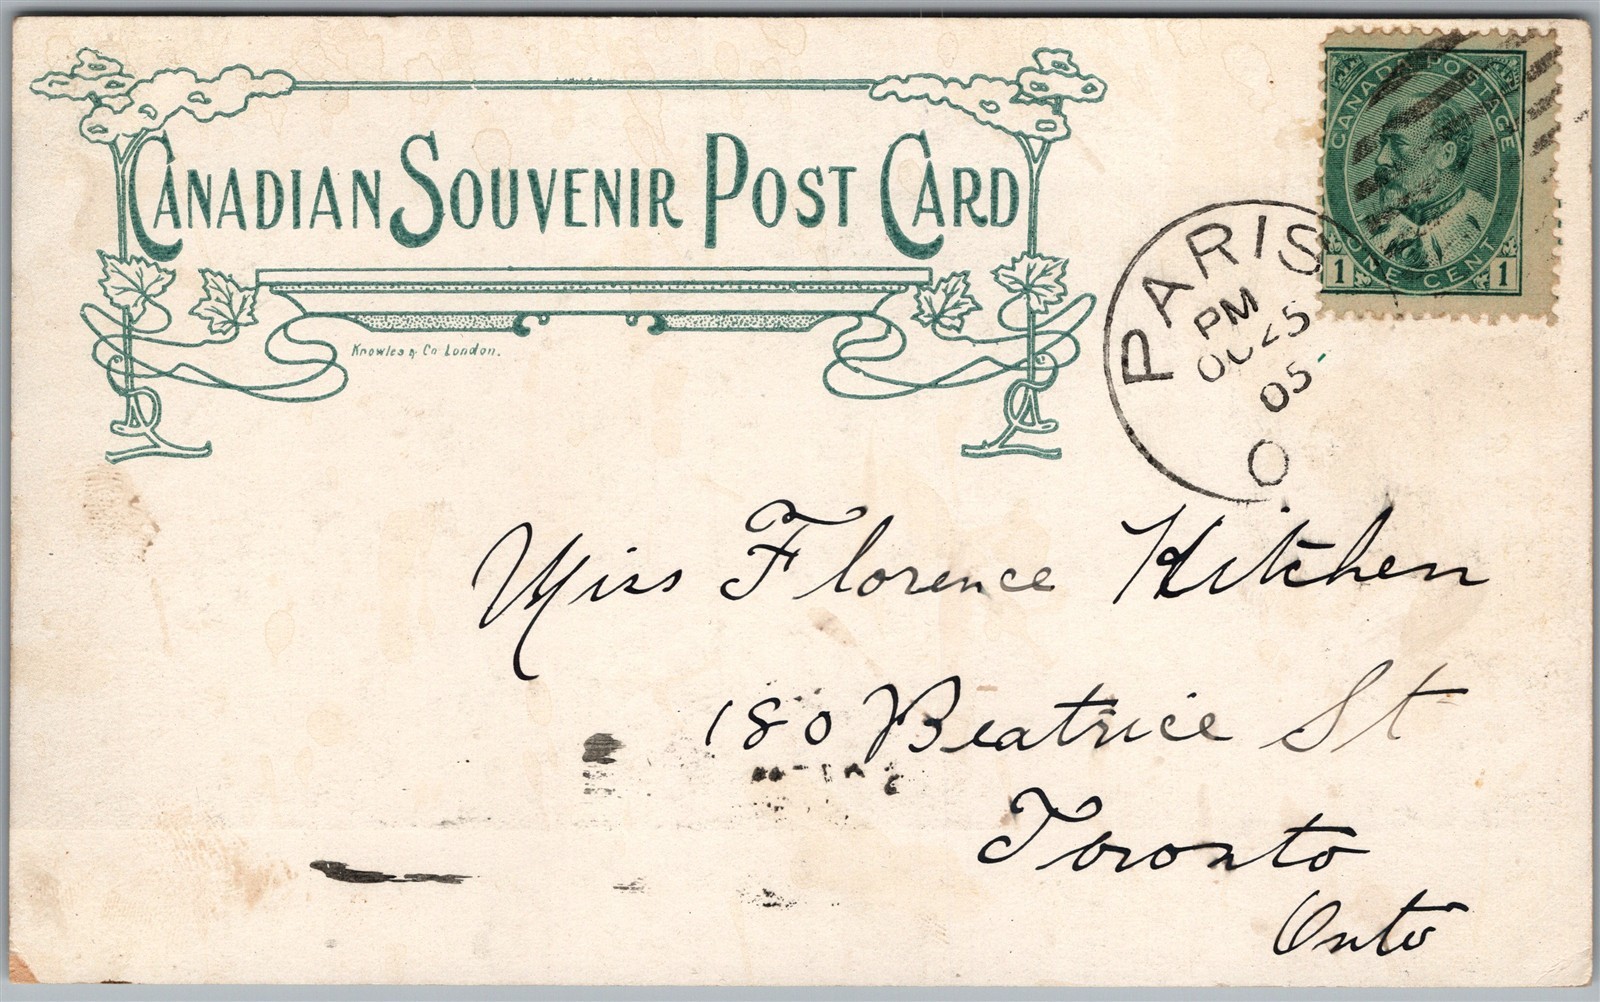 CANADIAN SOUVENIR POST CARD
Knowles & Co London.
CANADA POSTAGE
1 ONE CENT 1
PARIS
PM
OC 25
05
O
Miss Florence Kitchen
180 Beatrice St
Toronto
Onto